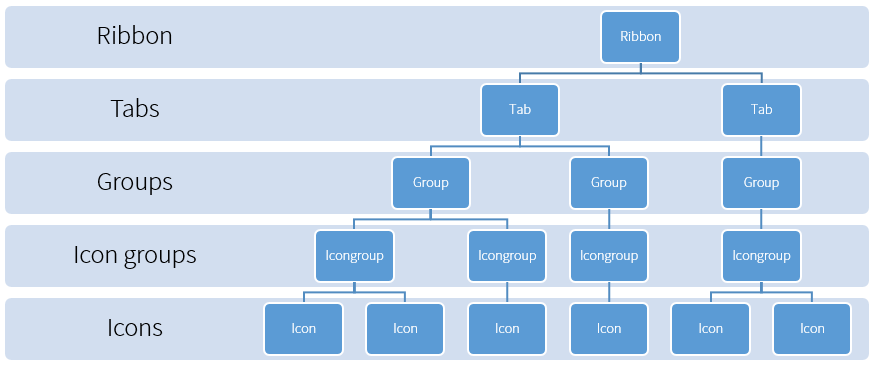 Ribbon
Ribbon
Tabs
Tab
Tab
Groups
Group
Group
Group
Icon groups
Icongroup
Icongroup
Icongroup
Icongroup
Icons
Icon
Icon
Icon
Icon
Icon
Icon